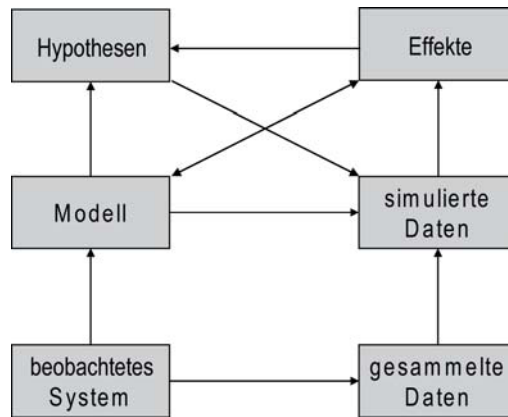 Hypothesen
Effekte
Modell
simulierte
Daten
beobachtetes
System
gesammelte
Daten